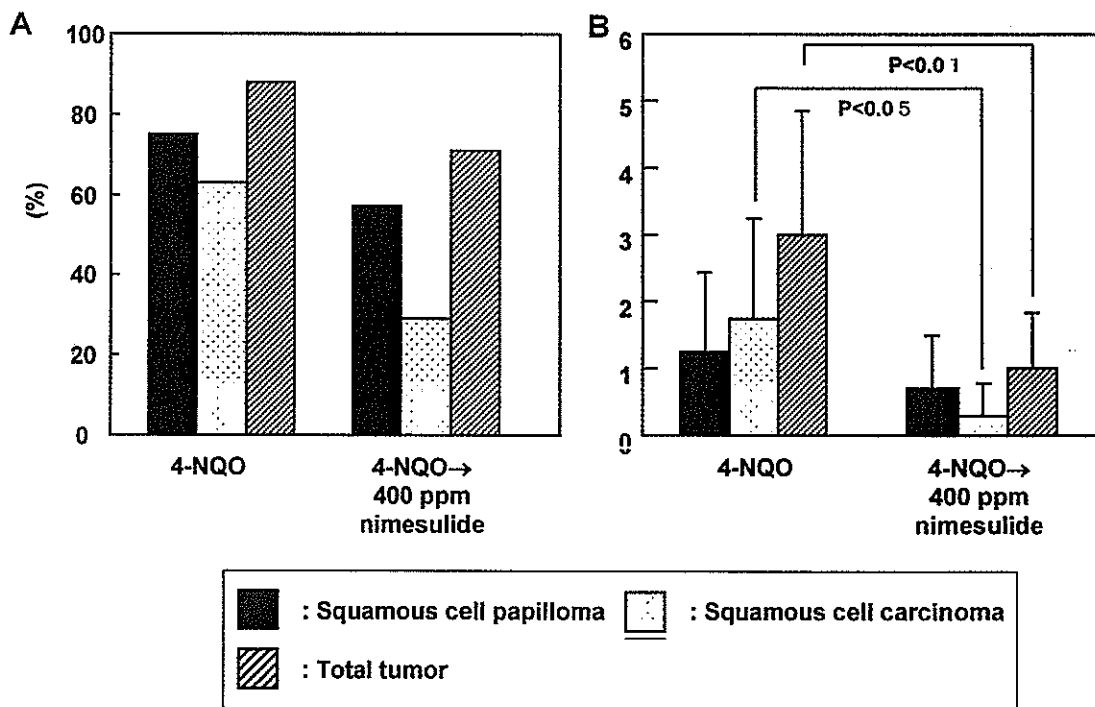 A
100
80
60
40
20
0
(%)
4-NQO
4-NQO→
400 ppm
nimesulide
B
6
5
4
3
2
1
0
P<0.01
P<0.05
4-NQO
4-NQO→
400 ppm
nimesulide
: Squamous cell papilloma
: Squamous cell carcinoma
: Total tumor